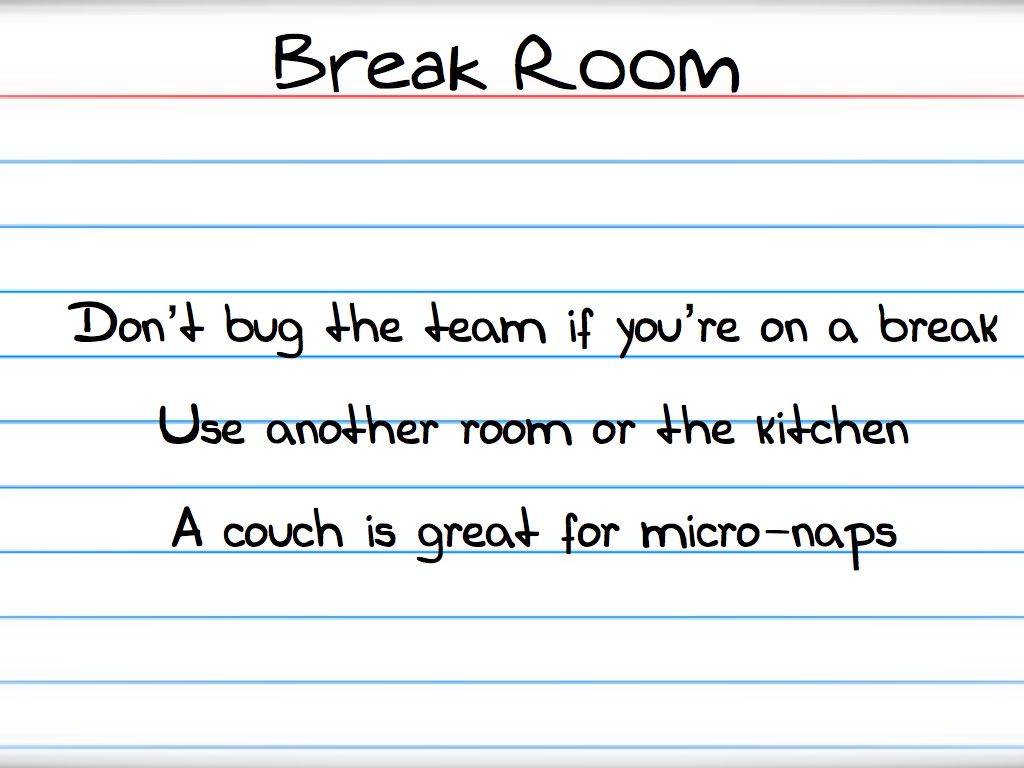 Break Room
Don't bug the team if you're on a break
Use another room or the kitchen
A couch is great for micro-naps